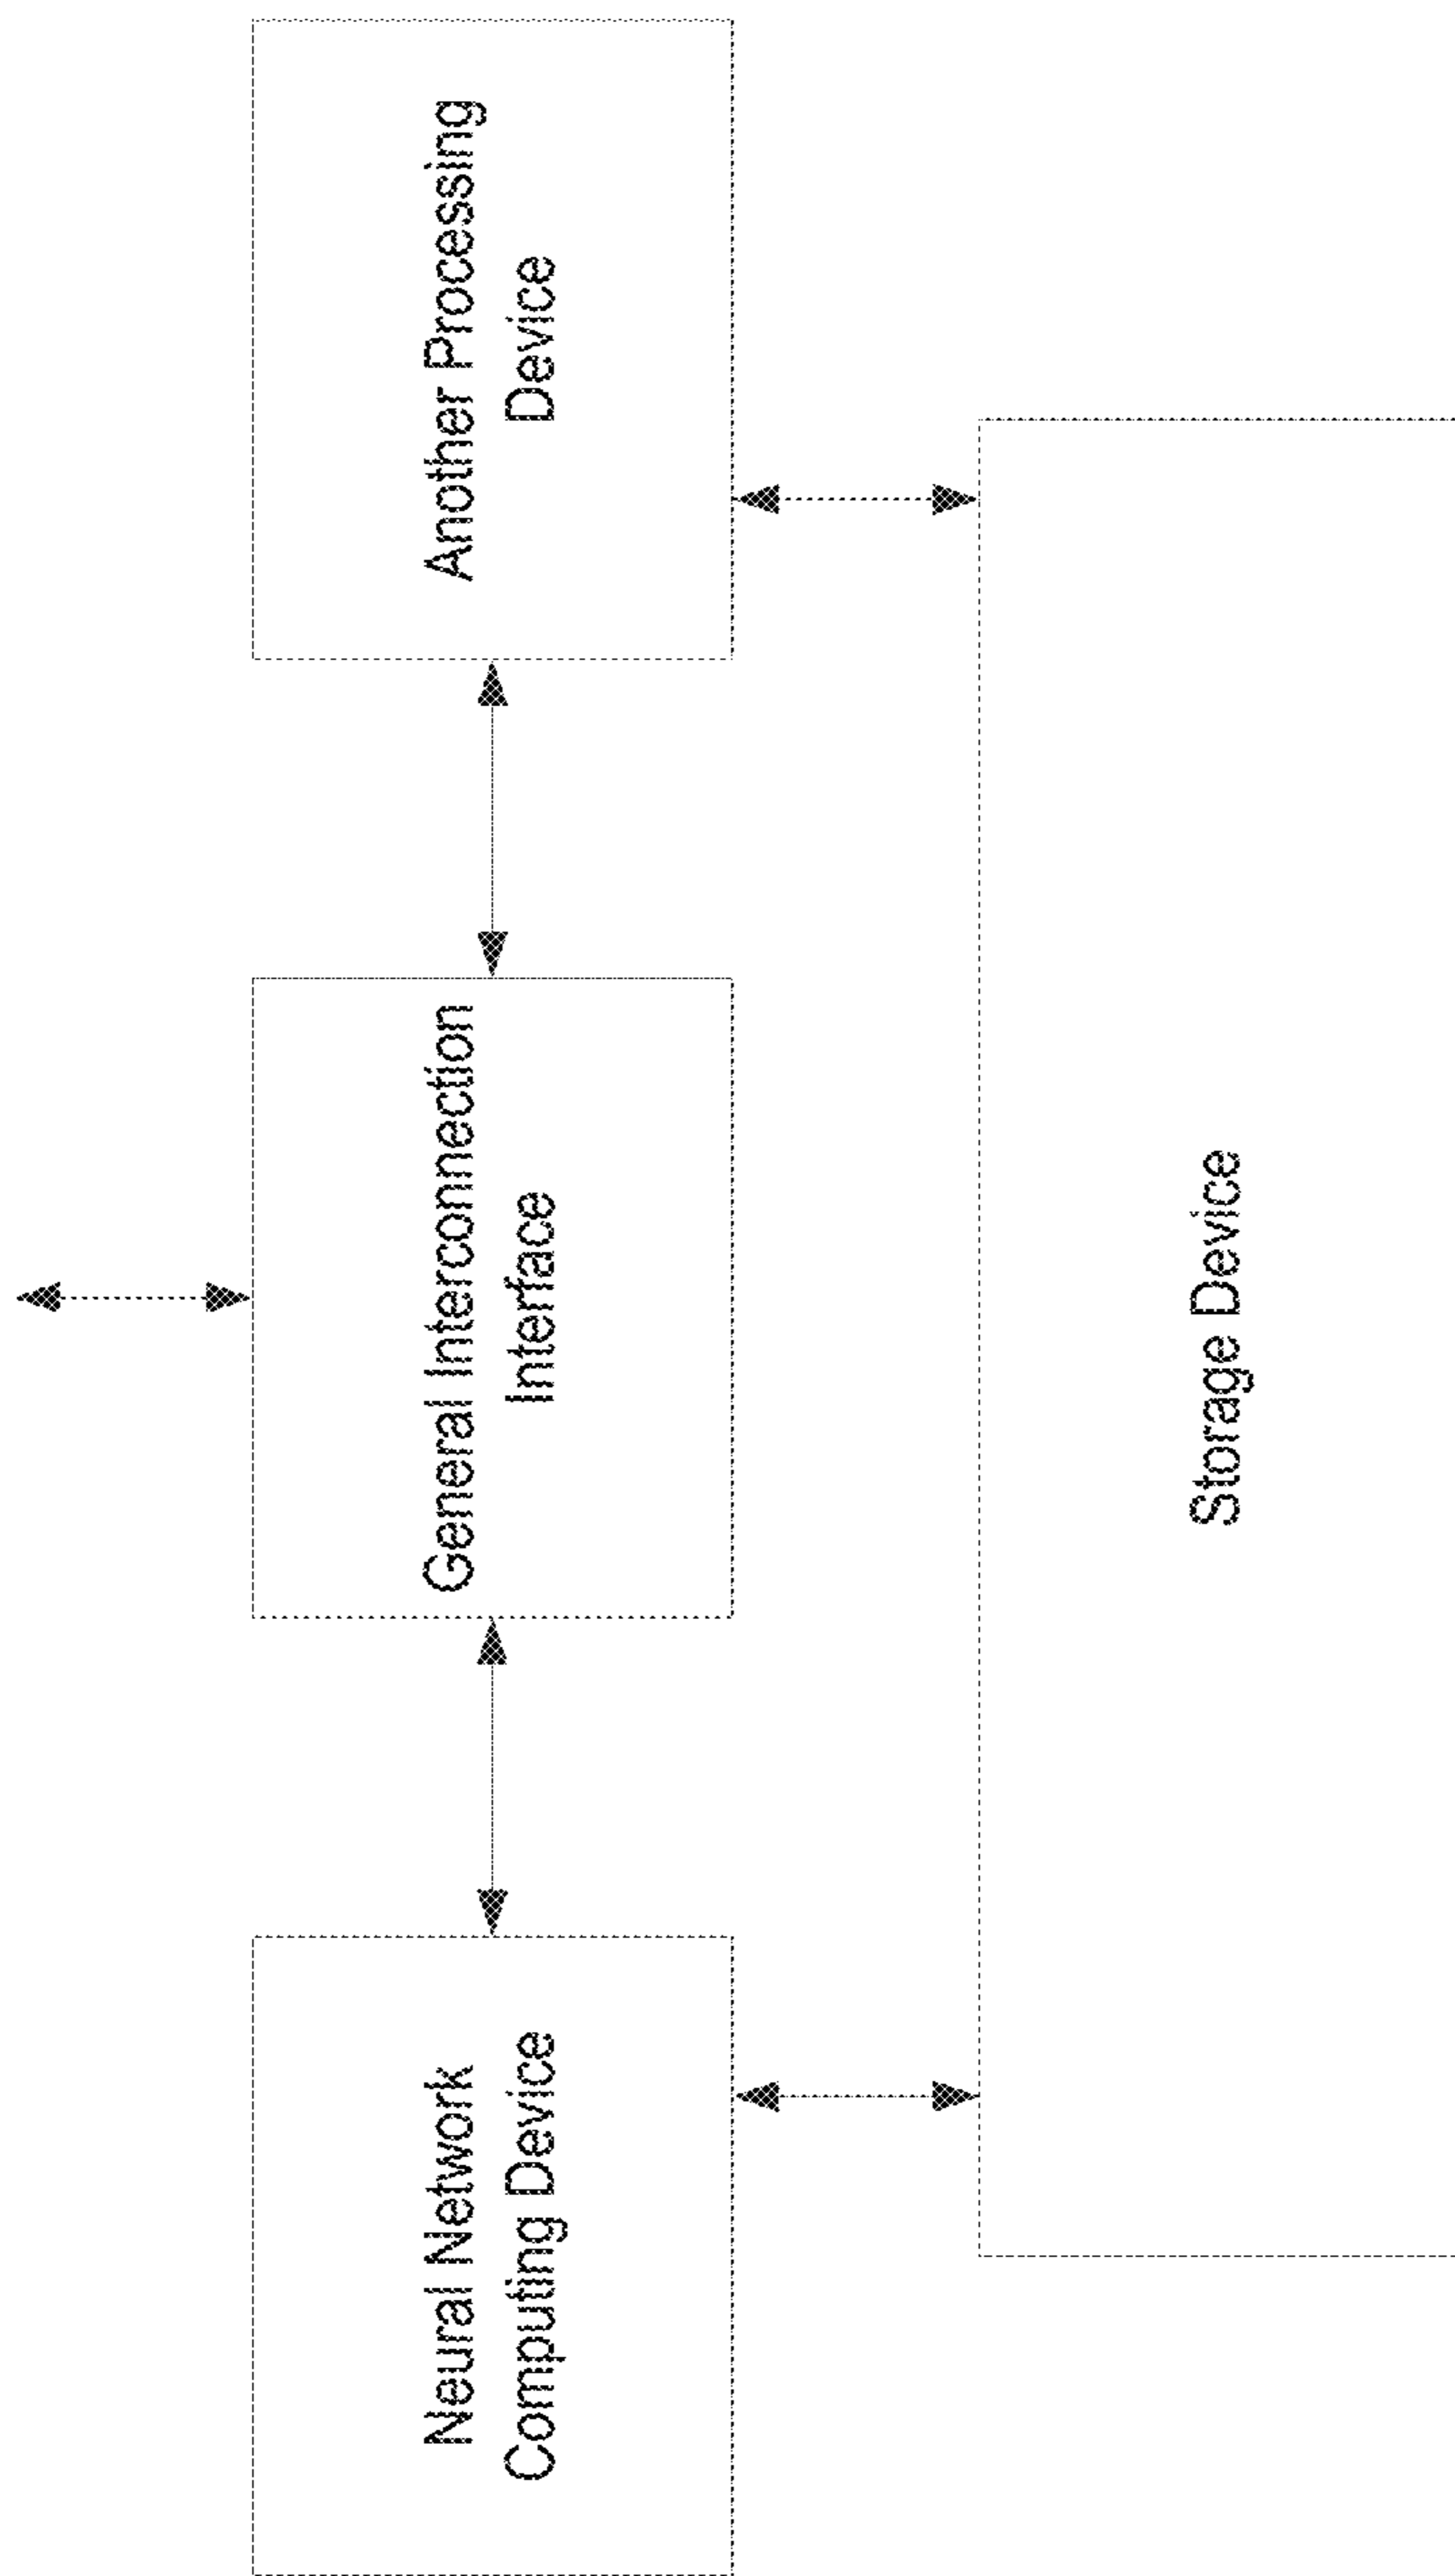 Neural Network
Computing Device
General Interconnection
Interface
Another Processing
Device
Storage Device